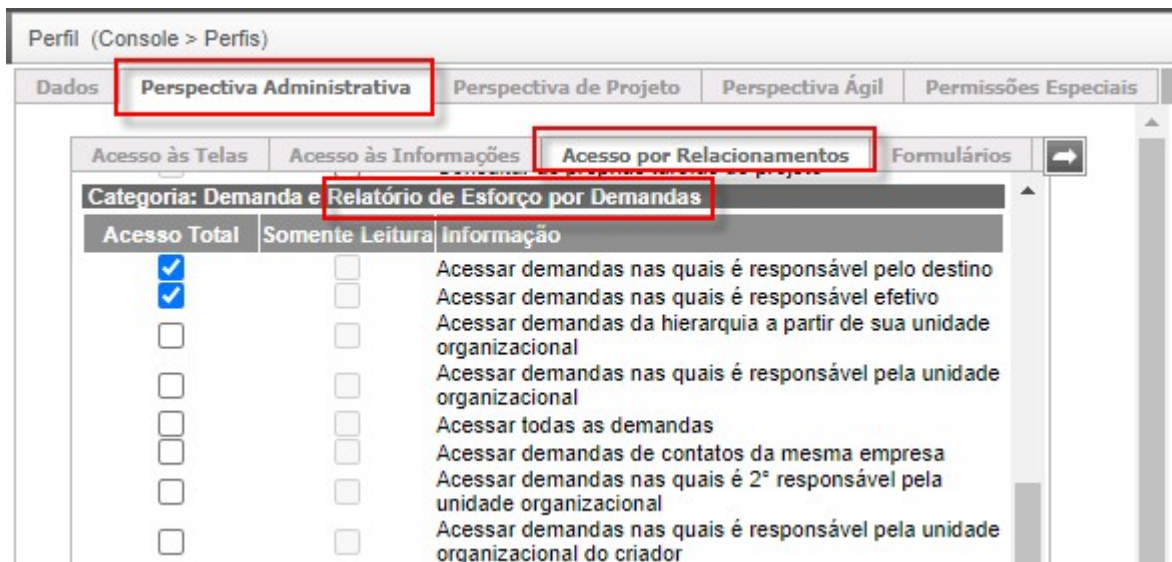 Perfil (Console > Perfis)
Dados Perspectiva Administrativa Perspectiva de Projeto Perspectiva Ágil Permissões Especiais
Acesso às Telas Acesso às Informações Acesso por Relacionamentos Formulários
Categoria: Demanda e Relatório de Esforço por Demandas
Acesso Total Somente Leitura Informação
Acessar demandas nas quais é responsável pelo destino
Acessar demandas nas quais é responsável efetivo
Acessar demandas da hierarquia a partir de sua unidade
organizacional
Acessar demandas nas quais é responsável pela unidade
organizacional
Acessar todas as demandas
Acessar demandas de contatos da mesma empresa
Acessar demandas nas quais é 2° responsável pela
unidade organizacional
Acessar demandas nas quais é responsável pela unidade
organizacional do criador